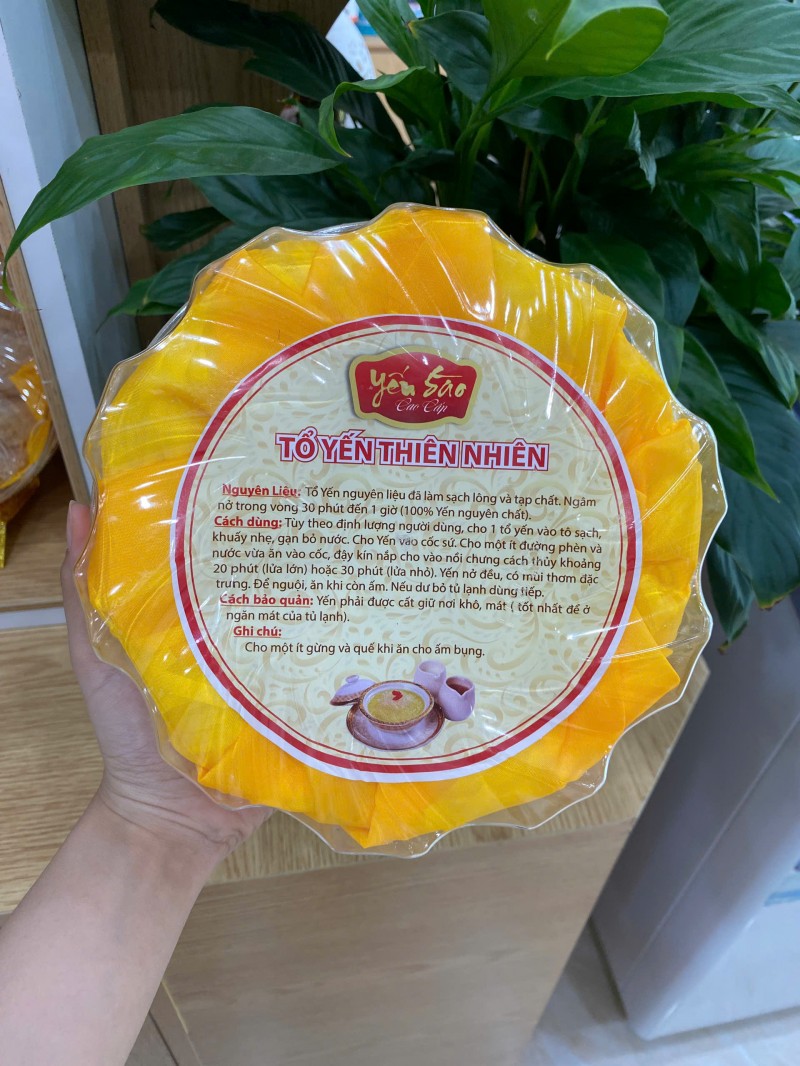 Yến Sào
Cao Cấp
TỔ YẾN THIÊN NHIÊN
Nguyên Liệu: Tổ Yến nguyên liệu đã làm sạch lông và tạp chất. Ngâm
nở trong vòng 30 phút đến 1 giờ (100% Yến nguyên chất).
Cách dùng: Tùy theo định lượng người dùng, cho 1 tổ yến vào tô sạch,
khuấy nhẹ, gạn bỏ nước. Cho Yến vào cốc sứ. Cho một ít đường phèn và
nước vừa ăn vào cốc, đậy kín nắp cho vào nồi chưng cách thủy khoảng
20 phút (lửa lớn) hoặc 30 phút (lửa nhỏ). Yến nở đều, có mùi thơm đặc
trưng. Để nguội, ăn khi còn ấm. Nếu dư bỏ tủ lạnh dùng tiếp.
Cách bảo quản: Yến phải được cất giữ nơi khô, mát ( tốt nhất để ở
ngăn mát của tủ lạnh).
Ghi chú:
Cho một ít gừng và quế khi ăn cho ấm bụng.